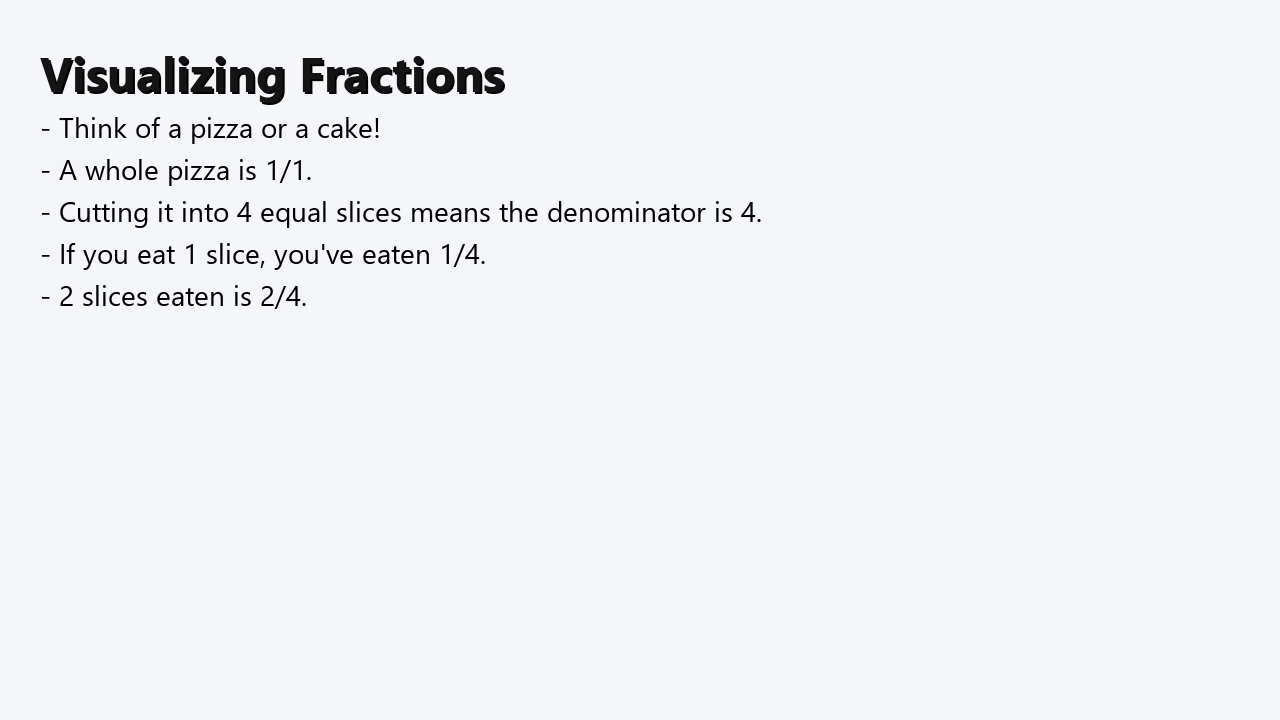 Visualizing Fractions
- Think of a pizza or a cake!
- A whole pizza is 1/1.
- Cutting it into 4 equal slices means the denominator is 4.
- If you eat 1 slice, you've eaten 1/4.
- 2 slices eaten is 2/4.